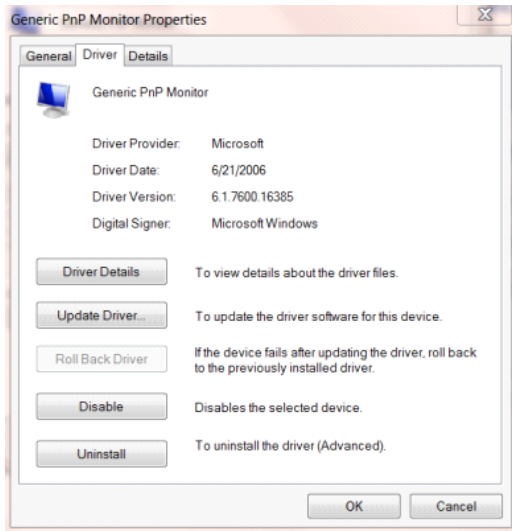 Generic PnP Monitor Properties
General Driver Details
Generic PnP Monitor
Driver Provider: Microsoft
Driver Date: 6/21/2006
Driver Version: 6.1.7600.16385
Digital Signer: Microsoft Windows
Driver Details To view details about the driver files.
Update Driver... To update the driver software for this device.
Roll Back Driver If the device fails after updating the driver, roll back
to the previously installed driver.
Disable Disables the selected device.
Uninstall To uninstall the driver (Advanced).
OK Cancel